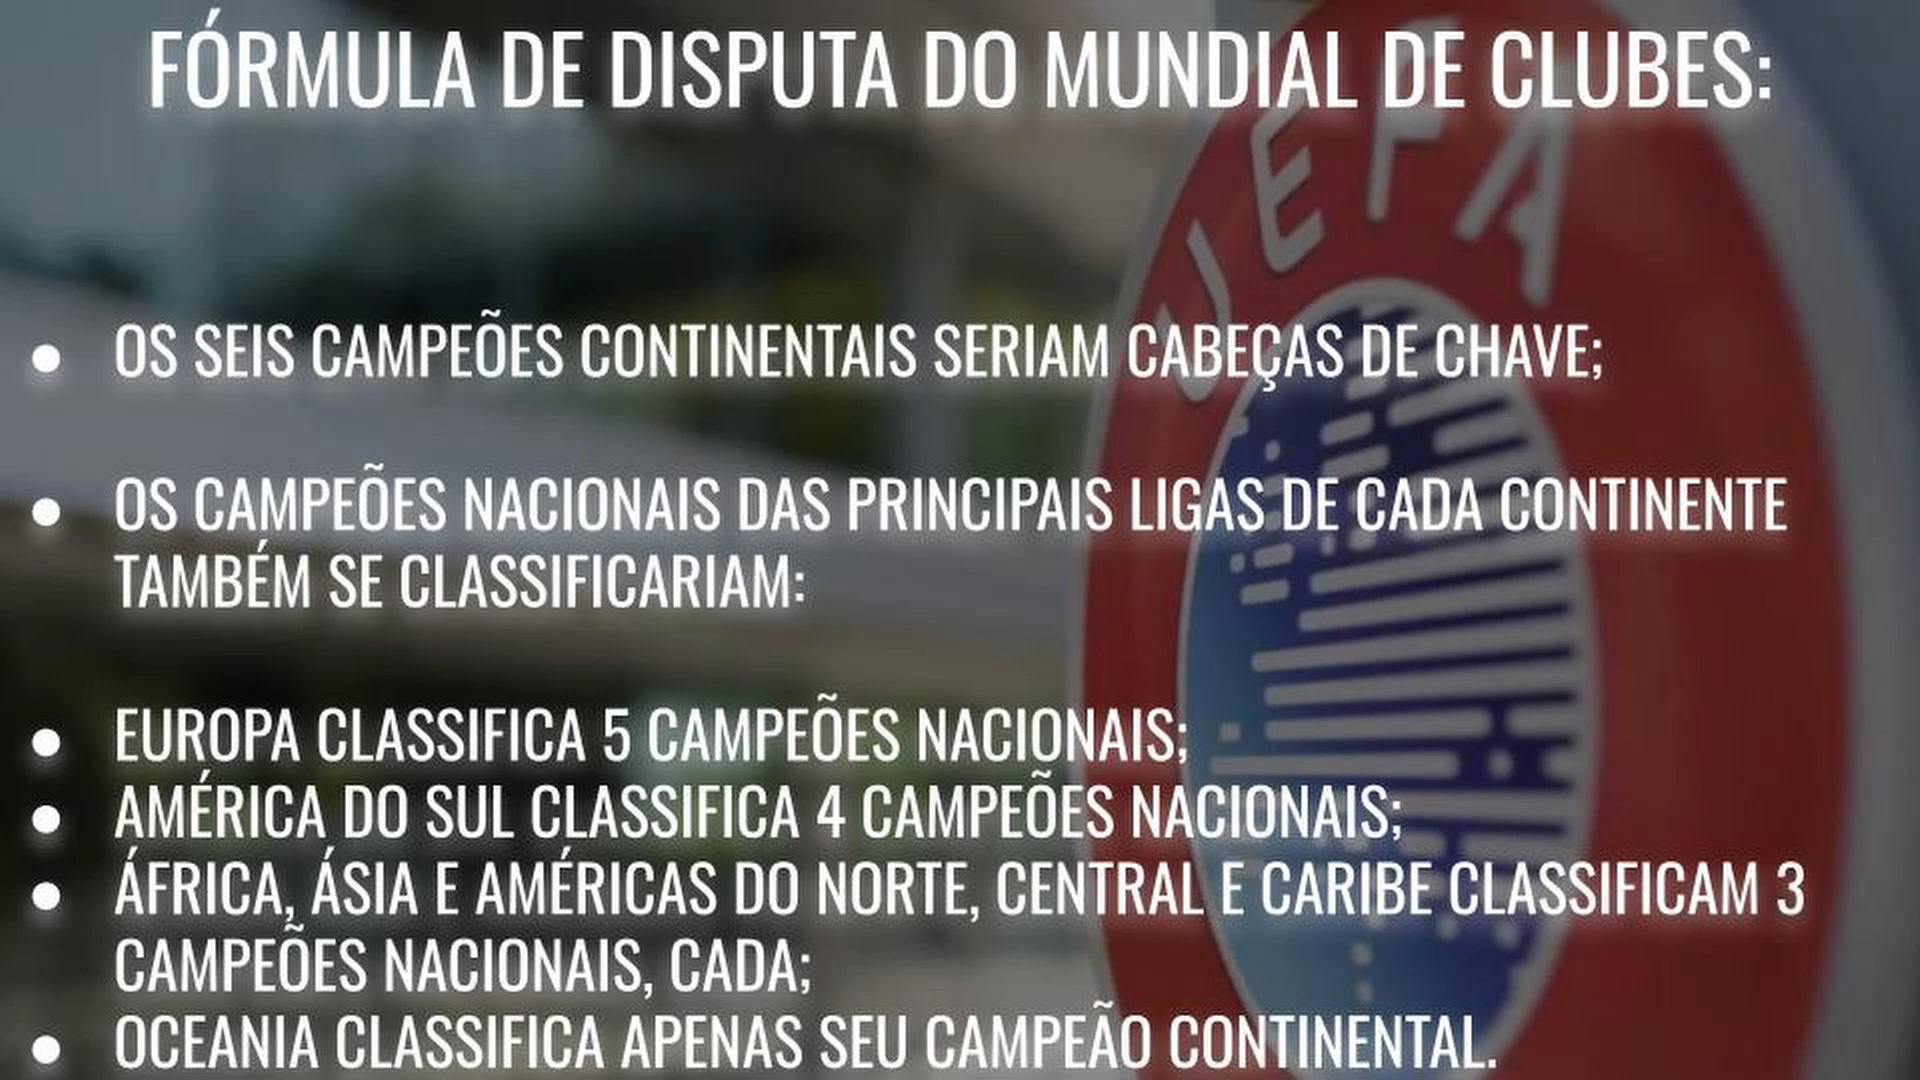 FÓRMULA DE DISPUTA DO MUNDIAL DE CLUBES:
UEFA
● OS SEIS CAMPEÕES CONTINENTAIS SERIAM CABEÇAS DE CHAVE;
● OS CAMPEÕES NACIONAIS DAS PRINCIPAIS LIGAS DE CADA CONTINENTE
TAMBÉM SE CLASSIFICARIAM:
● EUROPA CLASSIFICA 5 CAMPEÕES NACIONAIS;
● AMÉRICA DO SUL CLASSIFICA 4 CAMPEÕES NACIONAIS;
● ÁFRICA, ÁSIA E AMÉRICAS DO NORTE, CENTRAL E CARIBE CLASSIFICAM 3
CAMPEÕES NACIONAIS, CADA;
● OCEANIA CLASSIFICA APENAS SEU CAMPEÃO CONTINENTAL.